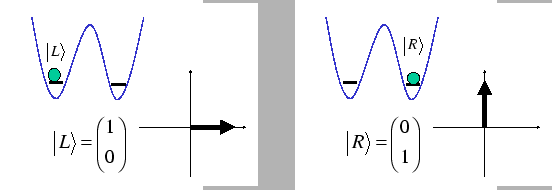 |L⟩
|L⟩ = (1 0)
|R⟩
|R⟩ = (0 1)